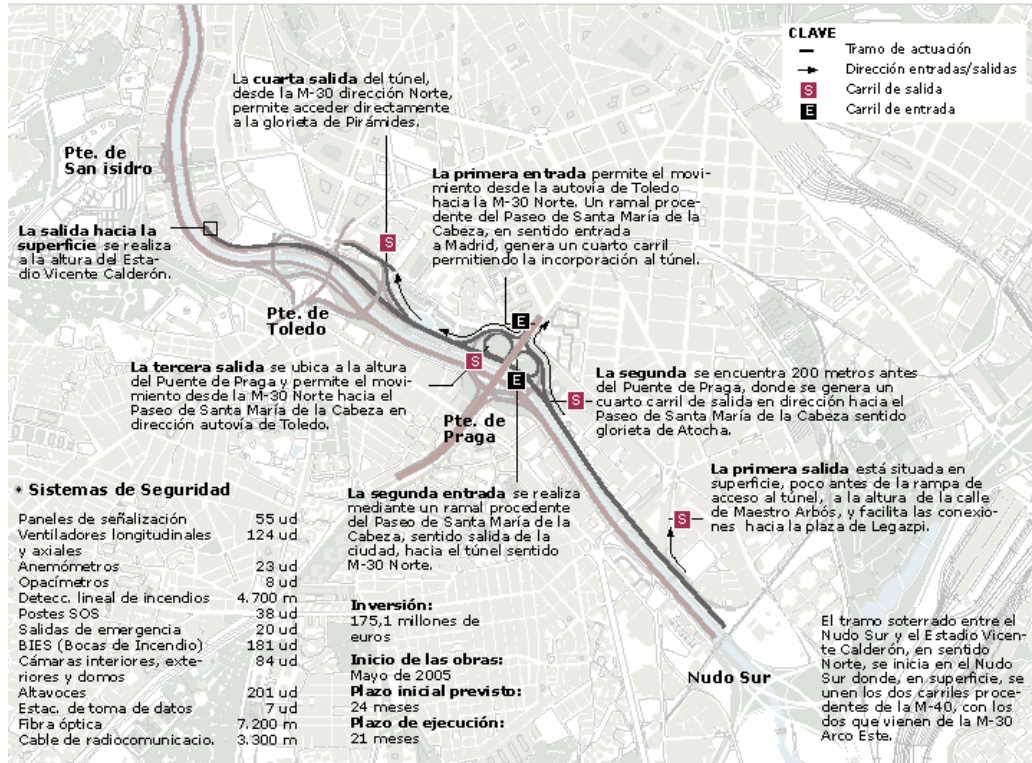 CLAVE
Tramo de actuación
Dirección entradas/salidas
S Carril de salida
E Carril de entrada
La cuarta salida del túnel,
desde la M-30 dirección Norte,
permite acceder directamente
a la glorieta de Pirámides.
Pte. de
San isidro
La primera entrada permite el movi-
miento desde la autovía de Toledo
hacia la M-30 Norte. Un ramal proce-
dente del Paseo de Santa María de la
Cabeza, en sentido entrada
a Madrid, genera un cuarto carril
permitiendo la incorporación al túnel.
La salida hacia la
superficie se realiza
a la altura del Esta-
dio Vicente Calderón.
S
Pte. de
Toledo
E
La tercera salida se ubica a la altura
del Puente de Praga y permite el movi-
miento desde la M-30 Norte hacia el
Paseo de Santa María de la Cabeza en
dirección autovía de Toledo.
S
E
S
La segunda se encuentra 200 metros antes
del Puente de Praga, donde se genera un
cuarto carril de salida en dirección hacia el
Paseo de Santa María de la Cabeza sentido
glorieta de Atocha.
Pte. de
Praga
La primera salida está situada en
superficie, poco antes de la rampa de
acceso al túnel, a la altura de la calle
de Maestro Arbós, y facilita las conexio-
nes hacia la plaza de Legazpi.
S
La segunda entrada se realiza
mediante un ramal procedente
del Paseo de Santa María de la
Cabeza, sentido salida de la
ciudad, hacia el túnel sentido
M-30 Norte.
* Sistemas de Seguridad
Paneles de señalización 55 ud
Ventiladores longitudinales 124 ud
y axiales
Anemómetros 23 ud
Opacímetros 8 ud
Detecc. lineal de incendios 4.700 m
Postes SOS 38 ud
Salidas de emergencia 20 ud
BIES (Bocas de Incendio) 181 ud
Cámaras interiores, exte- 84 ud
riores y domos
Altavoces 201 ud
Estac. de toma de datos 7 ud
Fibra óptica 7.200 m
Cable de radiocomunicacio. 3.300 m
Inversión:
175,1 millones de
euros
Inicio de las obras:
Mayo de 2005
Plazo inicial previsto:
24 meses
Plazo de ejecución:
21 meses
Nudo Sur
El tramo soterrado entre el
Nudo Sur y el Estadio Vicen-
te Calderón, en sentido
Norte, se inicia en el Nudo
Sur donde, en superficie, se
unen los dos carriles proce-
dentes de la M-40, con los
dos que vienen de la M-30
Arco Este.